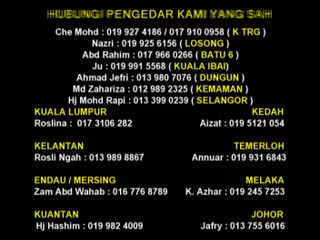 HUBUNGI PENGEDAR KAMI YANG SAH
Che Mohd : 019 927 4186 / 017 910 0958 ( K TRG )
Nazri : 019 925 6156 ( LOSONG )
Abd Rahim : 017 966 0266 ( BATU 6 )
Ju : 019 991 5568 ( KUALA IBAI )
Ahmad Jefri : 013 980 7076 ( DUNGUN )
Md Zahariza : 012 989 2325 ( KEMAMAN )
Hj Mohd Rapi : 013 399 0239 ( SELANGOR )
KUALA LUMPUR
Roslina : 017 3106 282
KEDAH
Aizat : 019 5121 054
KELANTAN
Rosli Ngah : 013 989 8867
TEMERLOH
Annuar : 019 931 6843
ENDAU / MERSING
Zam Abd Wahab : 016 776 8789
MELAKA
K. Azhar : 019 245 7253
KUANTAN
Hj Hashim : 019 982 4009
JOHOR
Jafry : 013 755 6016